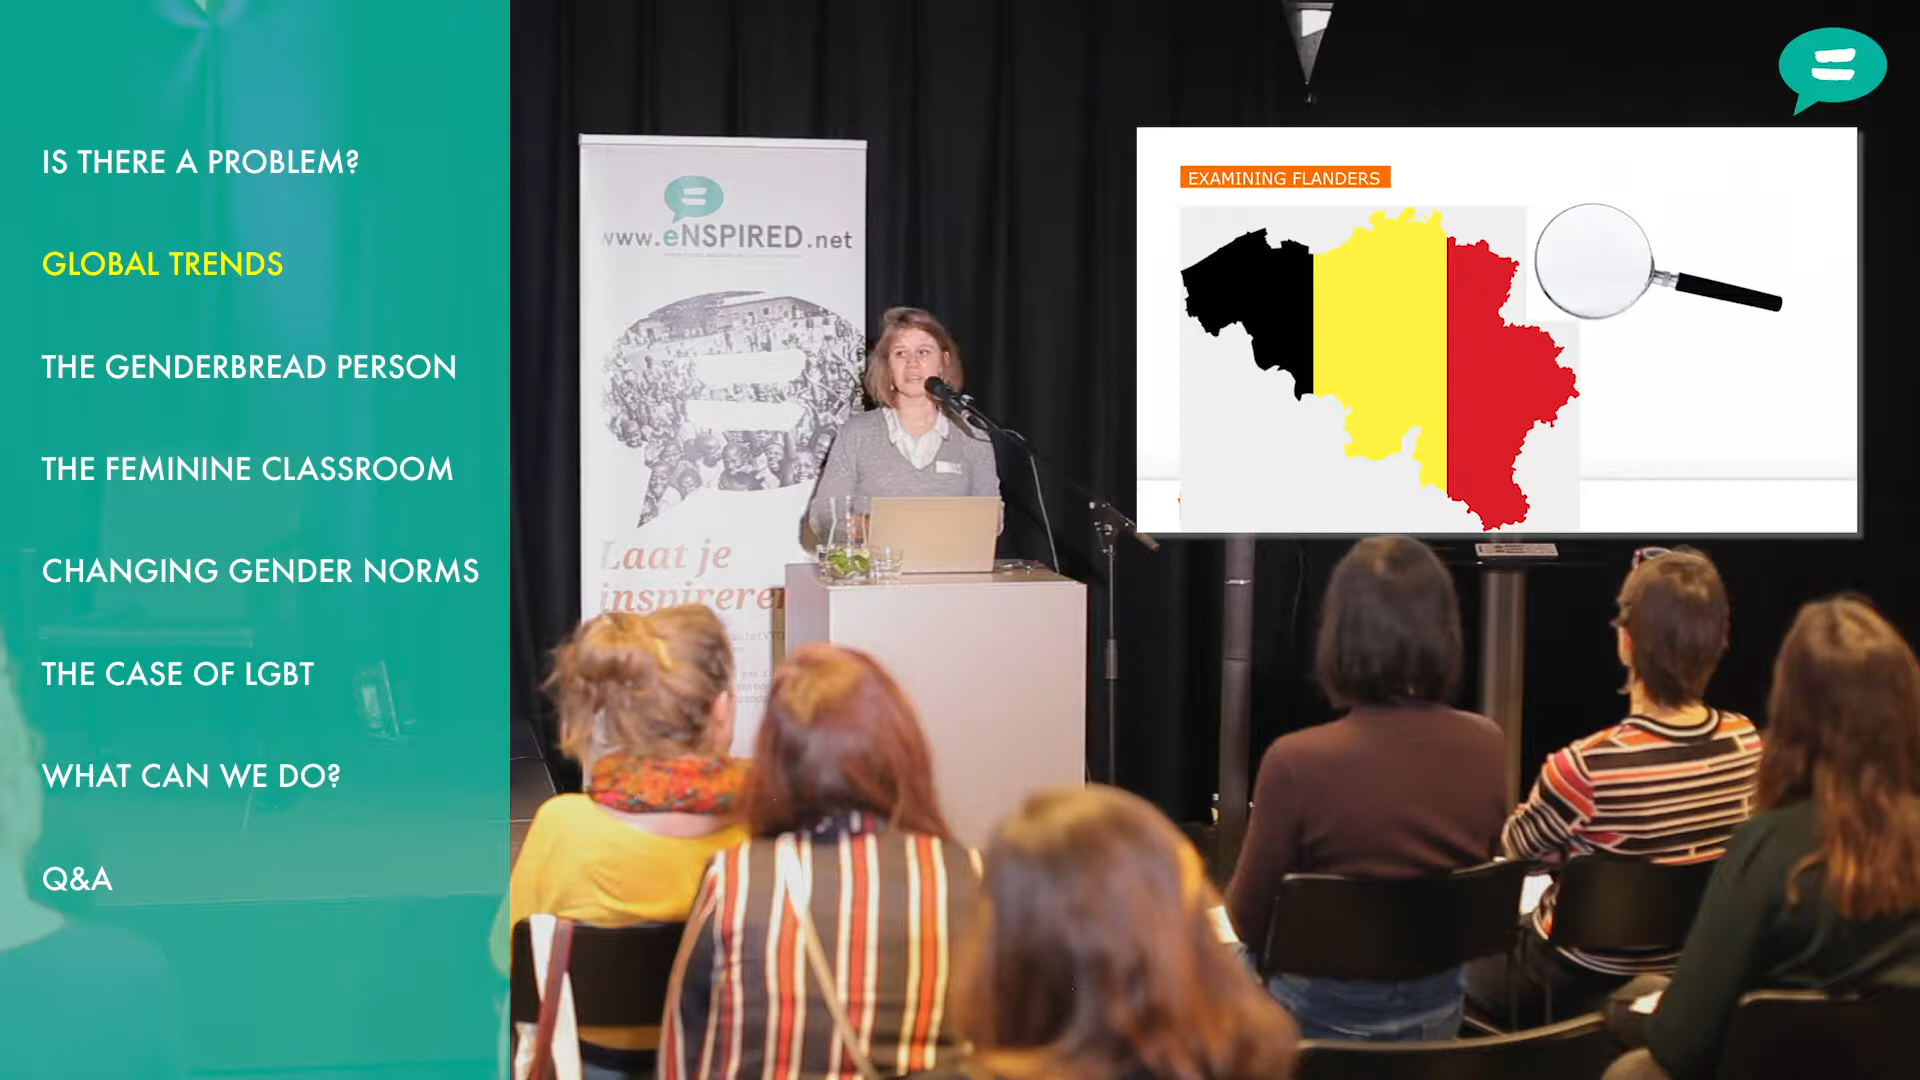 IS THERE A PROBLEM?
GLOBAL TRENDS
THE GENDERBREAD PERSON
THE FEMININE CLASSROOM
CHANGING GENDER NORMS
THE CASE OF LGBT
WHAT CAN WE DO?
Q&A
www.eNSPIRED.net
Laat je
EXAMINING FLANDERS